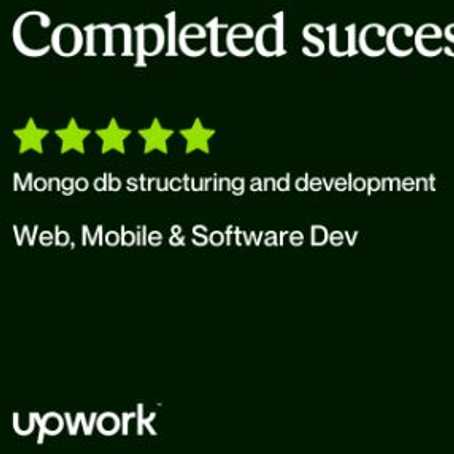 Completed succes
Mongo db structuring and development
Web, Mobile & Software Dev
upwork